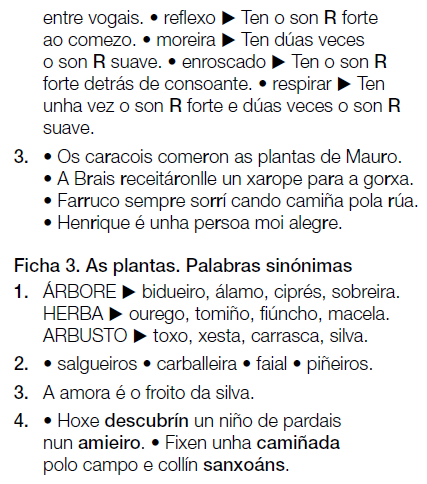 entre vogais. • reflexo ▶ Ten o son R forte
ao comezo. • moreira ▶ Ten dúas veces
o son R suave. • enroscado ▶ Ten o son R
forte detrás de consoante. • respirar ▶ Ten
unha vez o son R forte e dúas veces o son R
suave.
3. • Os caracois comeron as plantas de Mauro.
• A Brais receitáronlle un xarope para a gorxa.
• Farruco sempre sorrí cando camiña pola rúa.
• Henrique é unha persoa moi alegre.
Ficha 3. As plantas. Palabras sinónimas
1. ÁRBORE ▶ bidueiro, álamo, ciprés, sobreira.
HERBA ▶ ourego, tomiño, fiúncho, macela.
ARBUSTO ▶ toxo, xesta, carrasca, silva.
2. • salgueiros • carballeira • faial • piñeiros.
3. A amora é o froito da silva.
4. • Hoxe descubrín un niño de pardais
nun amieiro. • Fixen unha camiñada
polo campo e collín sanxoáns.